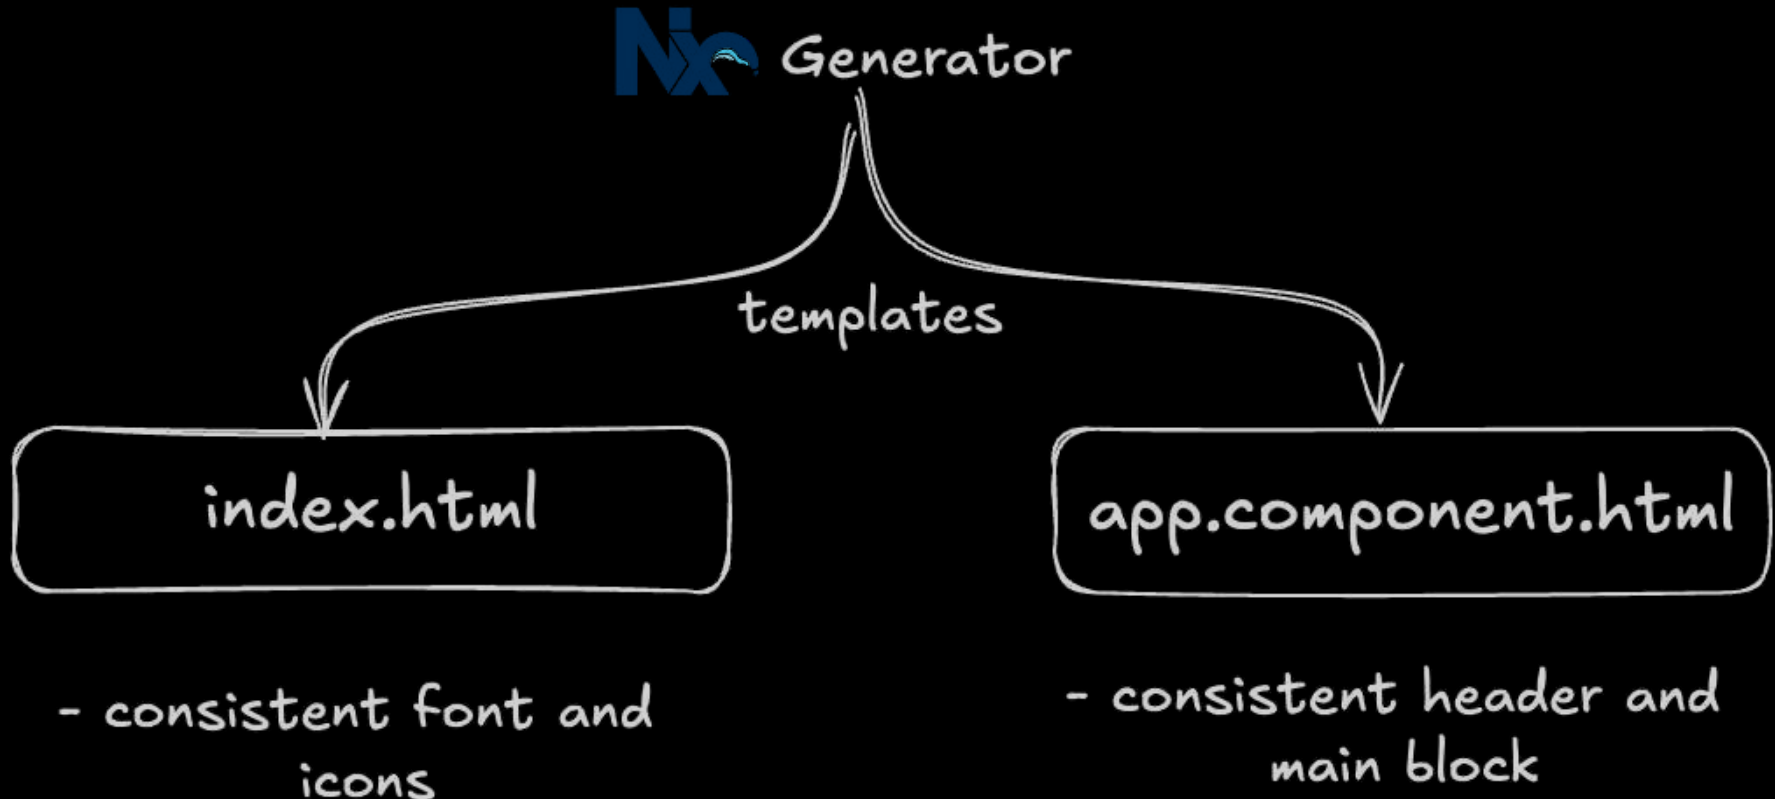 Nx Generator
templates
index.html
app.component.html
- consistent font and
icons
- consistent header and
main block